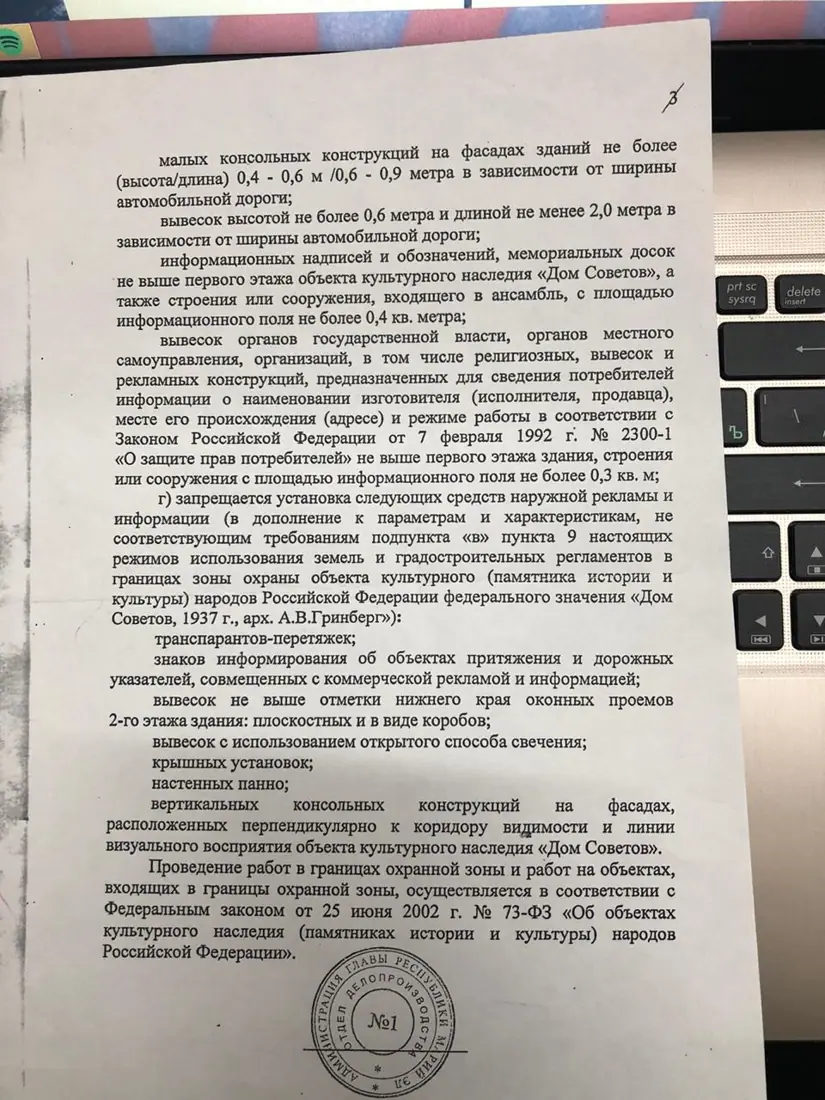 3
малых консольных конструкций на фасадах зданий не более
(высота/длина) 0,4 - 0,6 м /0,6 - 0,9 метра в зависимости от ширины
автомобильной дороги;
вывесок высотой не более 0,6 метра и длиной не менее 2,0 метра в
зависимости от ширины автомобильной дороги;
информационных надписей и обозначений, мемориальных досок
не выше первого этажа объекта культурного наследия «Дом Советов», а
также строения или сооружения, входящего в ансамбль, с площадью
информационного поля не более 0,4 кв. метра;
вывесок органов государственной власти, органов местного
самоуправления, организаций, в том числе религиозных, вывесок и
рекламных конструкций, предназначенных для сведения потребителей
информации о наименовании изготовителя (исполнителя, продавца),
месте его происхождения (адресе) и режиме работы в соответствии с
Законом Российской Федерации от 7 февраля 1992 г. № 2300-1
«О защите прав потребителей» не выше первого этажа здания, строения
или сооружения с площадью информационного поля не более 0,3 кв. м;
г) запрещается установка следующих средств наружной рекламы и
информации (в дополнение к параметрам и характеристикам, не
соответствующим требованиям подпункта «в» пункта 9 настоящих
режимов использования земель и градостроительных регламентов в
границах зоны охраны объекта культурного (памятника истории и
культуры) народов Российской Федерации федерального значения «Дом
Советов, 1937 г., арх. А.В.Гринберг»):
транспарантов-перетяжек;
знаков информирования об объектах притяжения и дорожных
указателей, совмещенных с коммерческой рекламой и информацией;
вывесок не выше отметки нижнего края оконных проемов
2-го этажа здания: плоскостных и в виде коробов;
вывесок с использованием открытого способа свечения;
крышных установок;
настенных панно;
вертикальных консольных конструкций на фасадах,
расположенных перпендикулярно к коридору видимости и линии
визуального восприятия объекта культурного наследия «Дом Советов».
Проведение работ в границах охранной зоны и работ на объектах,
входящих в границы охранной зоны, осуществляется в соответствии с
Федеральным законом от 25 июня 2002 г. № 73-ФЗ «Об объектах
культурного наследия (памятниках истории и культуры) народов
Российской Федерации».
АДМИНИСТРАЦИЯ ГЛАВЫ РЕСПУБЛИКИ МАРИЙ ЭЛ
ОТДЕЛ ДЕЛОПРОИЗВОДСТВА
№1
prt sc
sysrq
delete
insert
\
Ъ